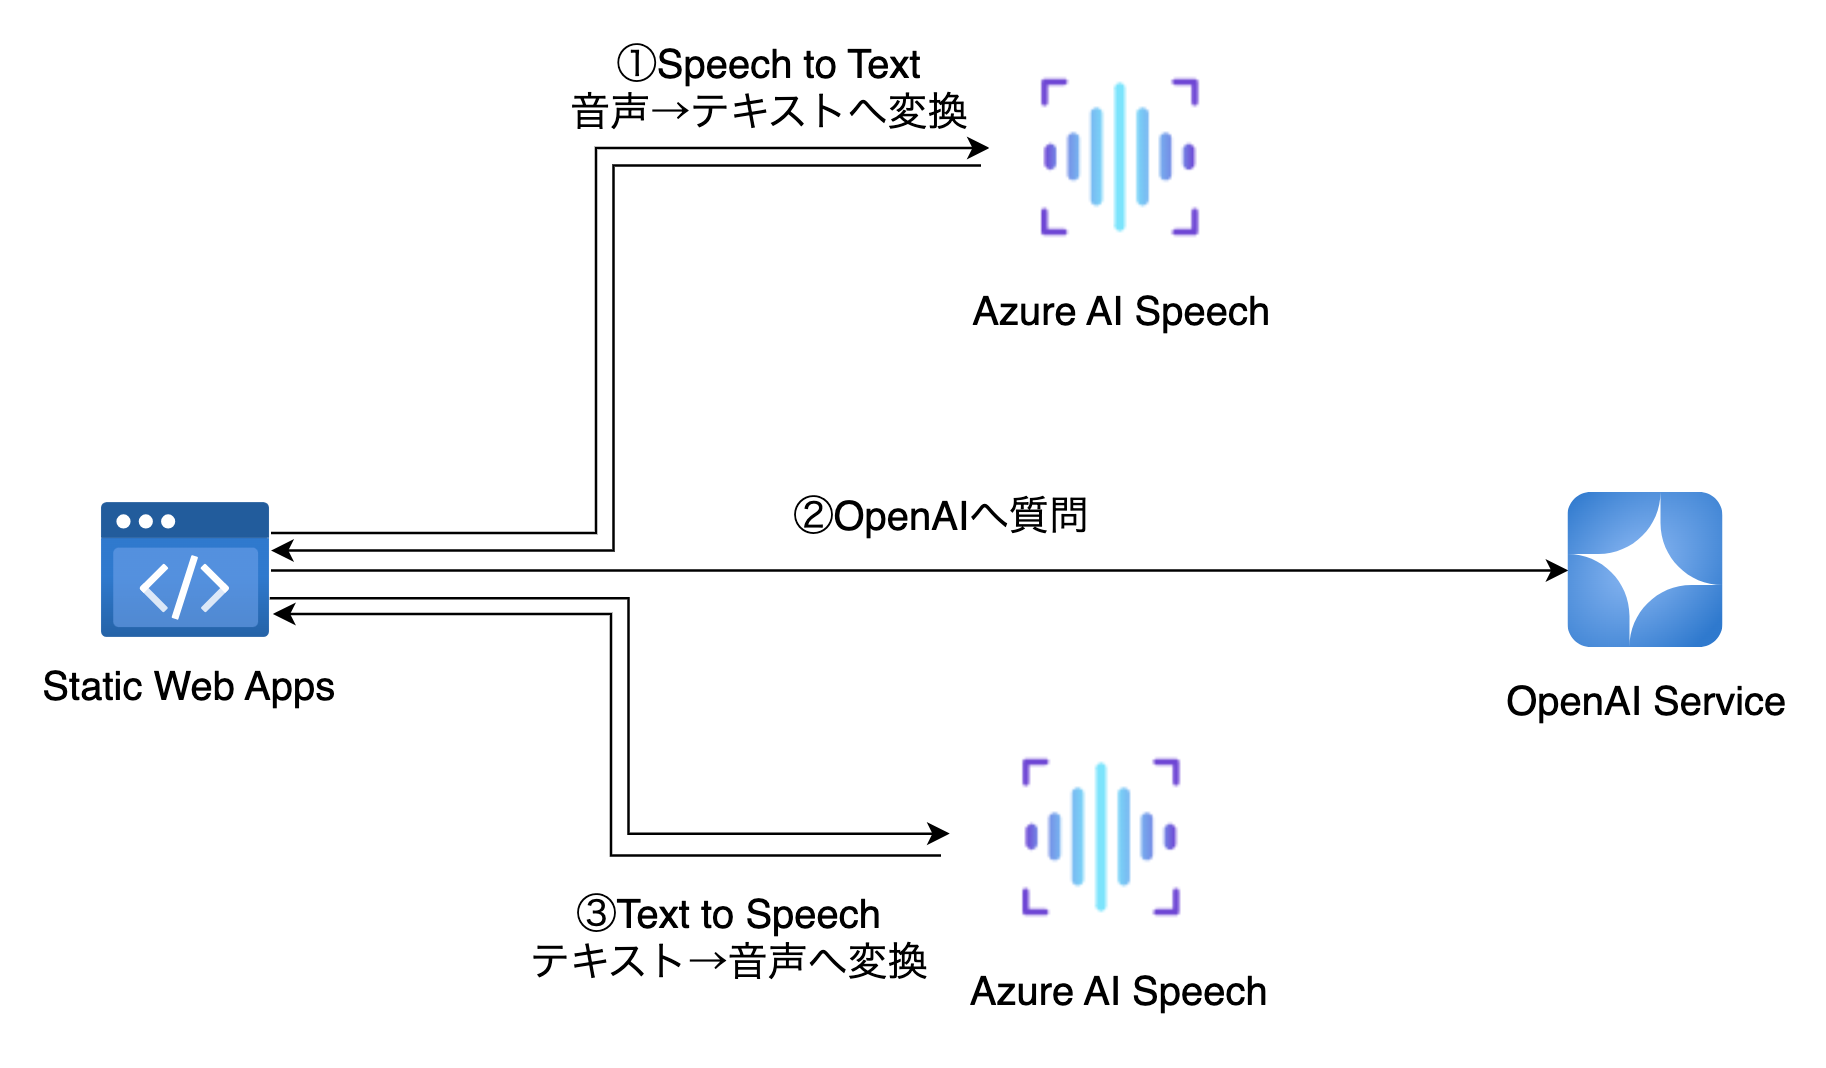 ①Speech to Text
音声→テキストへ変換
Azure AI Speech
②OpenAIへ質問
Static Web Apps
OpenAI Service
③Text to Speech
テキスト→音声へ変換
Azure AI Speech